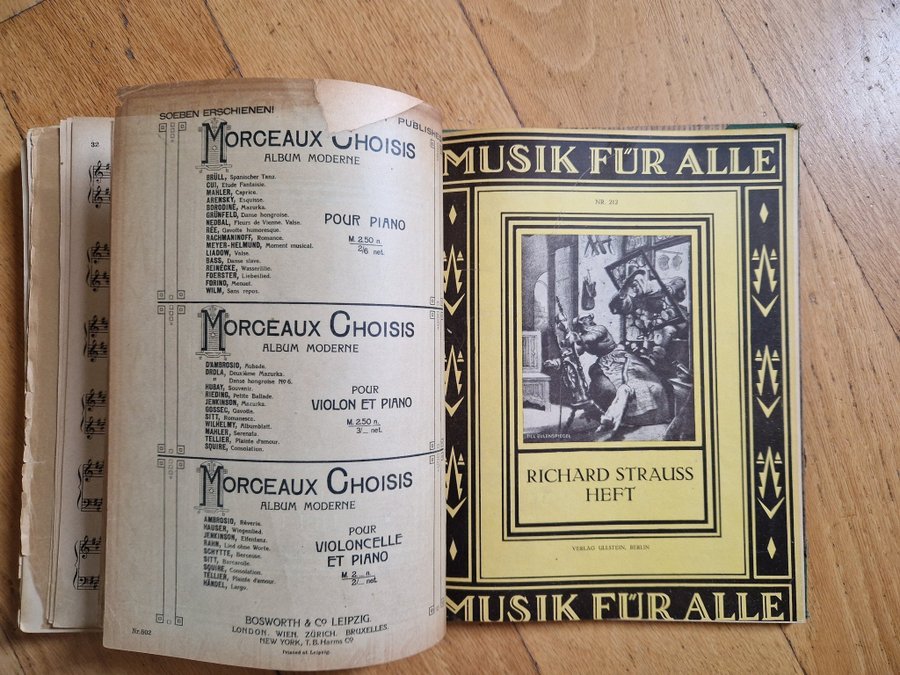 32
SOEBEN ERSCHIENEN!
PUBLISHE
MORCEAUX CHOISIS
ALBUM MODERNE
BRÜLL, Spanischer Tanz.
CUI, Etude Fantaisie.
MAHLER, Caprice.
ARENSKY, Esquisse.
BORODINE, Mazurka.
GRÜNFELD, Danse hongroise.
NEDBAL, Fleurs de Vienne. Valse.
RÉE, Gavotte humoresque.
RACHMANINOFF, Romance.
MEYER-HELMUND, Moment musical.
LIADOW, Valse.
BASS, Danse slave.
REINECKE, Wasserlilie.
FOERSTER, Liebeslied.
FORINO, Menuet.
WILM, Sans repos.
POUR PIANO
M. 2.50 n.
2/6 net.
MORCEAUX CHOISIS
ALBUM MODERNE
D'AMBROSIO, Aubade.
DRDLA, Deuxième Mazurka.
" Danse hongroise No 6.
HUBAY, Souvenir.
RIEDING, Petite Ballade.
JENKINSON, Mazurka.
GOSSEC, Gavotte.
SITT, Romanesca.
WILHELMY, Albumblatt.
MAHLER, Serenata.
TELLIER, Plainte d'amour.
SQUIRE, Consolation.
POUR
VIOLON ET PIANO
M. 2.50 n.
3/_ net.
MORCEAUX CHOISIS
ALBUM MODERNE
AMBROSIO, Rêverie.
HAUSER, Wiegenlied.
JENKINSON, Elfentanz.
RAHN, Lied ohne Worte.
SCHYTTE, Berceuse.
SITT, Barcarolle.
SQUIRE, Consolation.
TELLIER, Plainte d'amour.
HÄNDEL, Largo.
POUR
VIOLONCELLE
ET PIANO
M. 2_ n.
2/_ net.
BOSWORTH & Co LEIPZIG.
LONDON, WIEN, ZÜRICH, BRUXELLES.
NEW YORK, T. B. Harms Co
Nr. 802
Printed at Leipzig.
MUSIK FÜR ALLE
NR. 212
TILL EULENSPIEGEL
RICHARD STRAUSS
HEFT
VERLAG ULLSTEIN, BERLIN
MUSIK FÜR ALLE